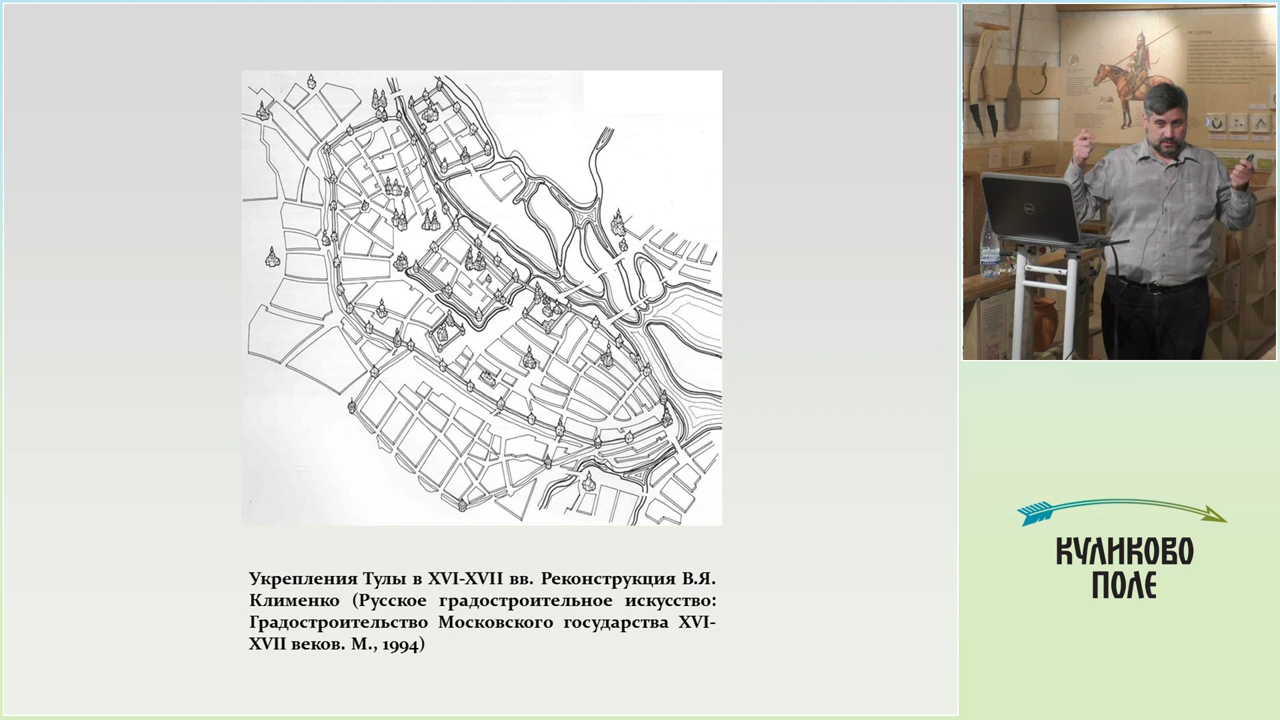 Укрепления Тулы в XVI-XVII вв. Реконструкция В.Я.
Клименко (Русское градостроительное искусство:
Градостроительство Московского государства XVI-
XVII веков. М., 1994)
КУЛИКОВО
ПОЛЕ
DELL